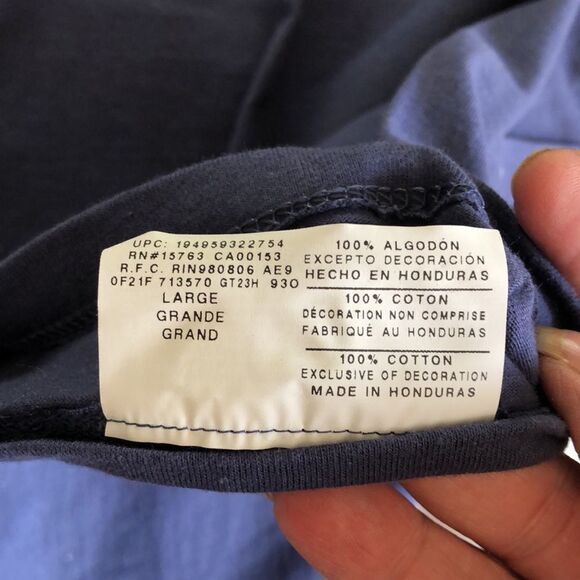 UPC: 194959322754
RN#15763 CA00153
R.F.C. RIN980806 AE9
0F21F 713570 GT23H 930
LARGE
GRANDE
GRAND
100% ALGODÓN
EXCEPTO DECORACIÓN
HECHO EN HONDURAS
100% COTON
DÉCORATION NON COMPRISE
FABRIQUÉ AU HONDURAS
100% COTTON
EXCLUSIVE OF DECORATION
MADE IN HONDURAS